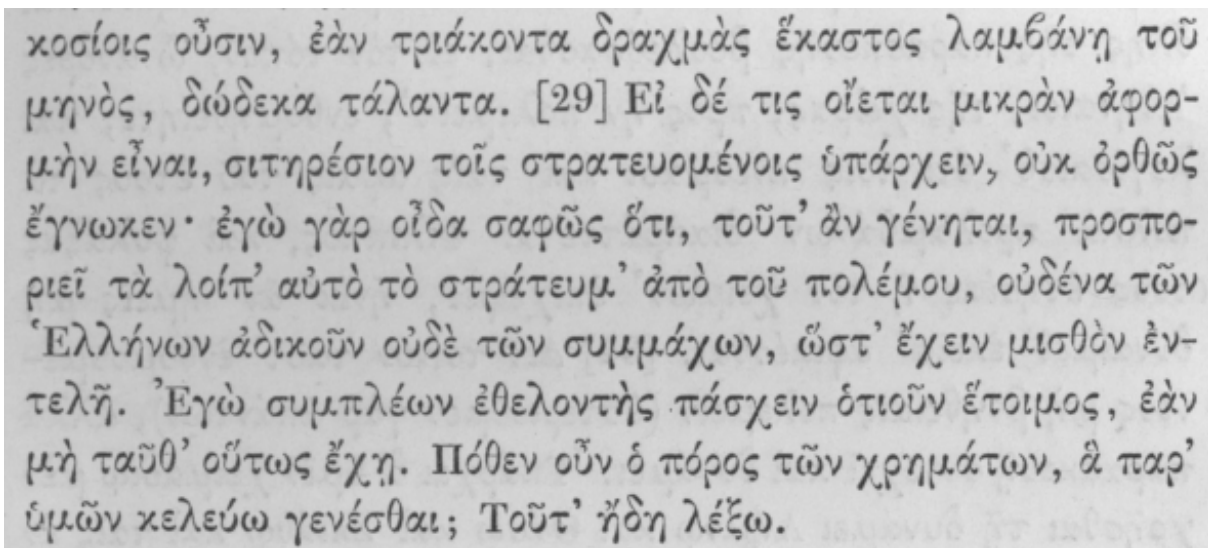 κοσίοις οὖσιν, ἐὰν τριάκοντα δραχμὰς ἕκαστος λαμβάνῃ τοῦ
μηνὸς, δώδεκα τάλαντα. [29] Εἰ δέ τις οἴεται μικρὰν ἀφορ-
μὴν εἶναι, σιτηρέσιον τοῖς στρατευομένοις ὑπάρχειν, οὐκ ὀρθῶς
ἔγνωκεν· ἐγὼ γὰρ οἶδα σαφῶς ὅτι, τοῦτ’ ἂν γένηται, προσπο-
ριεῖ τὰ λοίπ’ αὐτὸ τὸ στράτευμ’ ἀπὸ τοῦ πολέμου, οὐδένα τῶν
Ἑλλήνων ἀδικοῦν οὐδὲ τῶν συμμάχων, ὥστ’ ἔχειν μισθὸν ἐν-
τελῆ. Ἐγὼ συμπλέων ἐθελοντὴς πάσχειν ὁτιοῦν ἕτοιμος, ἐὰν
μὴ ταῦθ’ οὕτως ἔχῃ. Πόθεν οὖν ὁ πόρος τῶν χρημάτων, ἃ παρ’
ὑμῶν κελεύω γενέσθαι; Τοῦτ’ ἤδη λέξω.